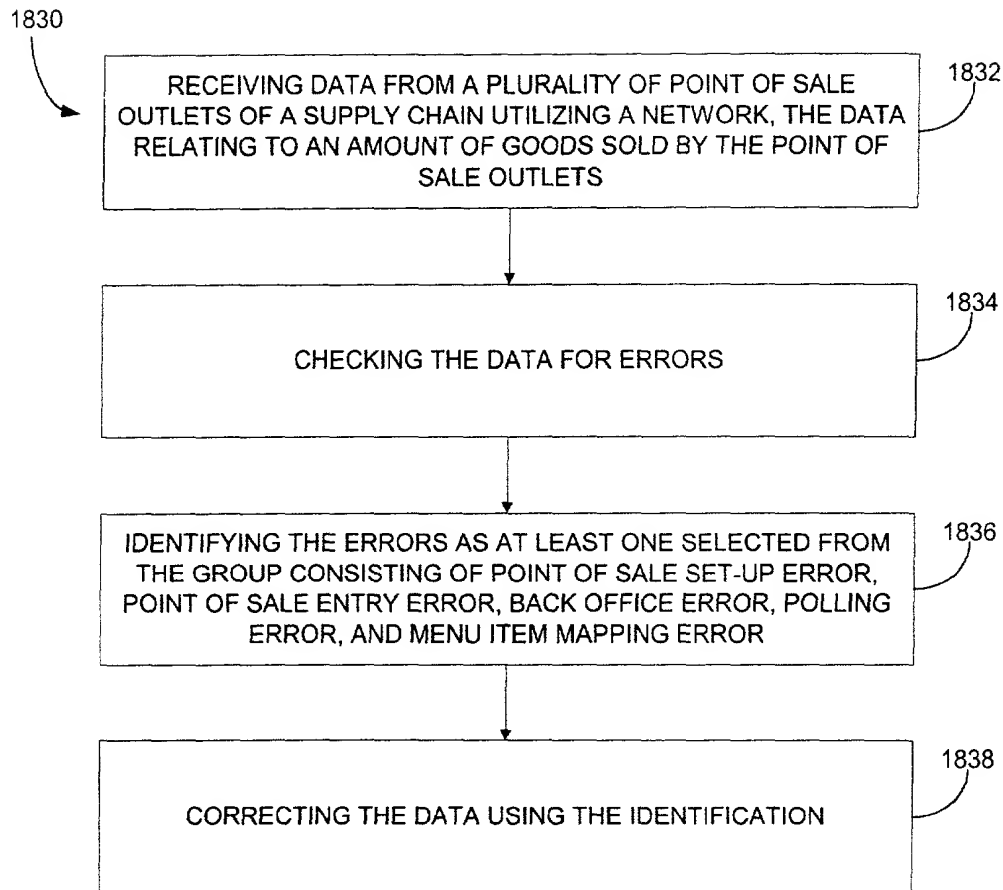 1830
RECEIVING DATA FROM A PLURALITY OF POINT OF SALE
OUTLETS OF A SUPPLY CHAIN UTILIZING A NETWORK, THE DATA
RELATING TO AN AMOUNT OF GOODS SOLD BY THE POINT OF
SALE OUTLETS
1832
CHECKING THE DATA FOR ERRORS
1834
IDENTIFYING THE ERRORS AS AT LEAST ONE SELECTED FROM
THE GROUP CONSISTING OF POINT OF SALE SET-UP ERROR,
POINT OF SALE ENTRY ERROR, BACK OFFICE ERROR, POLLING
ERROR, AND MENU ITEM MAPPING ERROR
1836
CORRECTING THE DATA USING THE IDENTIFICATION
1838